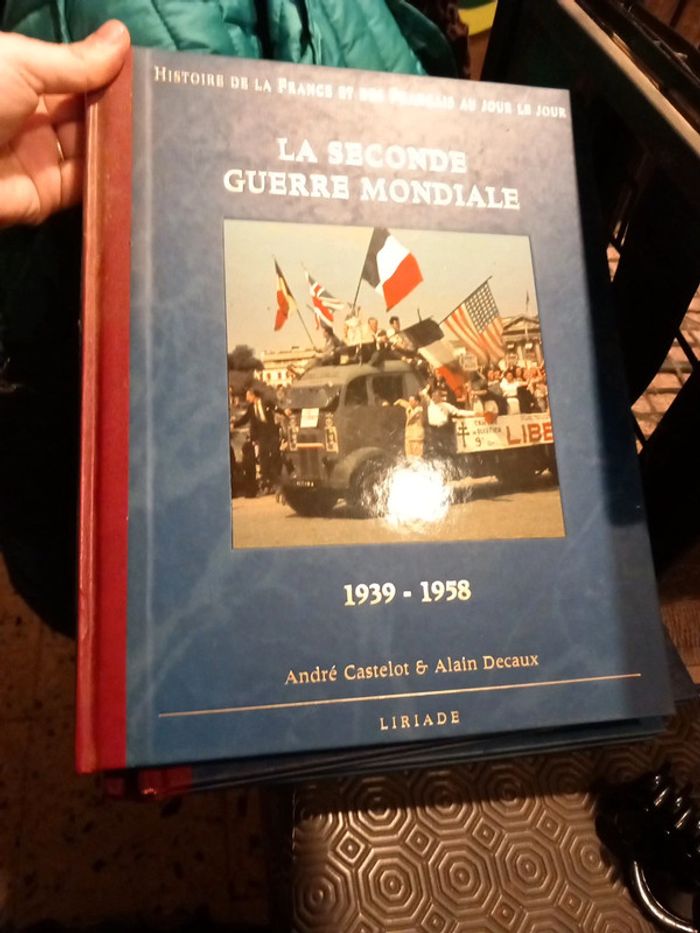 HISTOIRE DE LA FRANCE ET DES FRANÇAIS AU JOUR LE JOUR
LA SECONDE
GUERRE MONDIALE
LIBE
1939 - 1958
André Castelot & Alain Decaux
LIRIADE